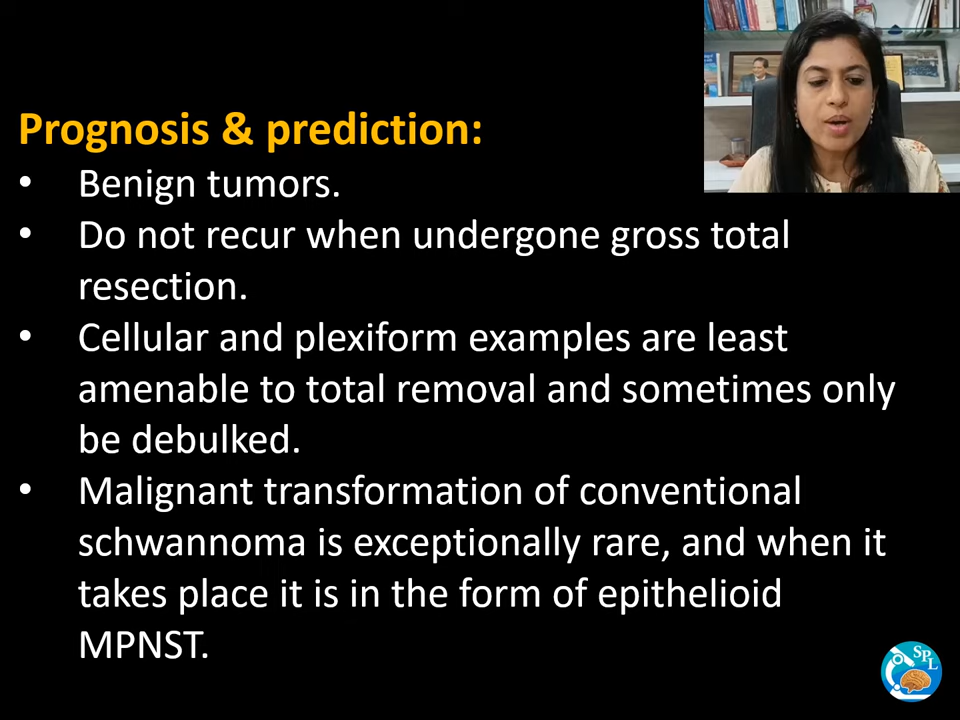 Prognosis & prediction:
• Benign tumors.
• Do not recur when undergone gross total
resection.
• Cellular and plexiform examples are least
amenable to total removal and sometimes only
be debulked.
• Malignant transformation of conventional
schwannoma is exceptionally rare, and when it
takes place it is in the form of epithelioid
MPNST.
SPL